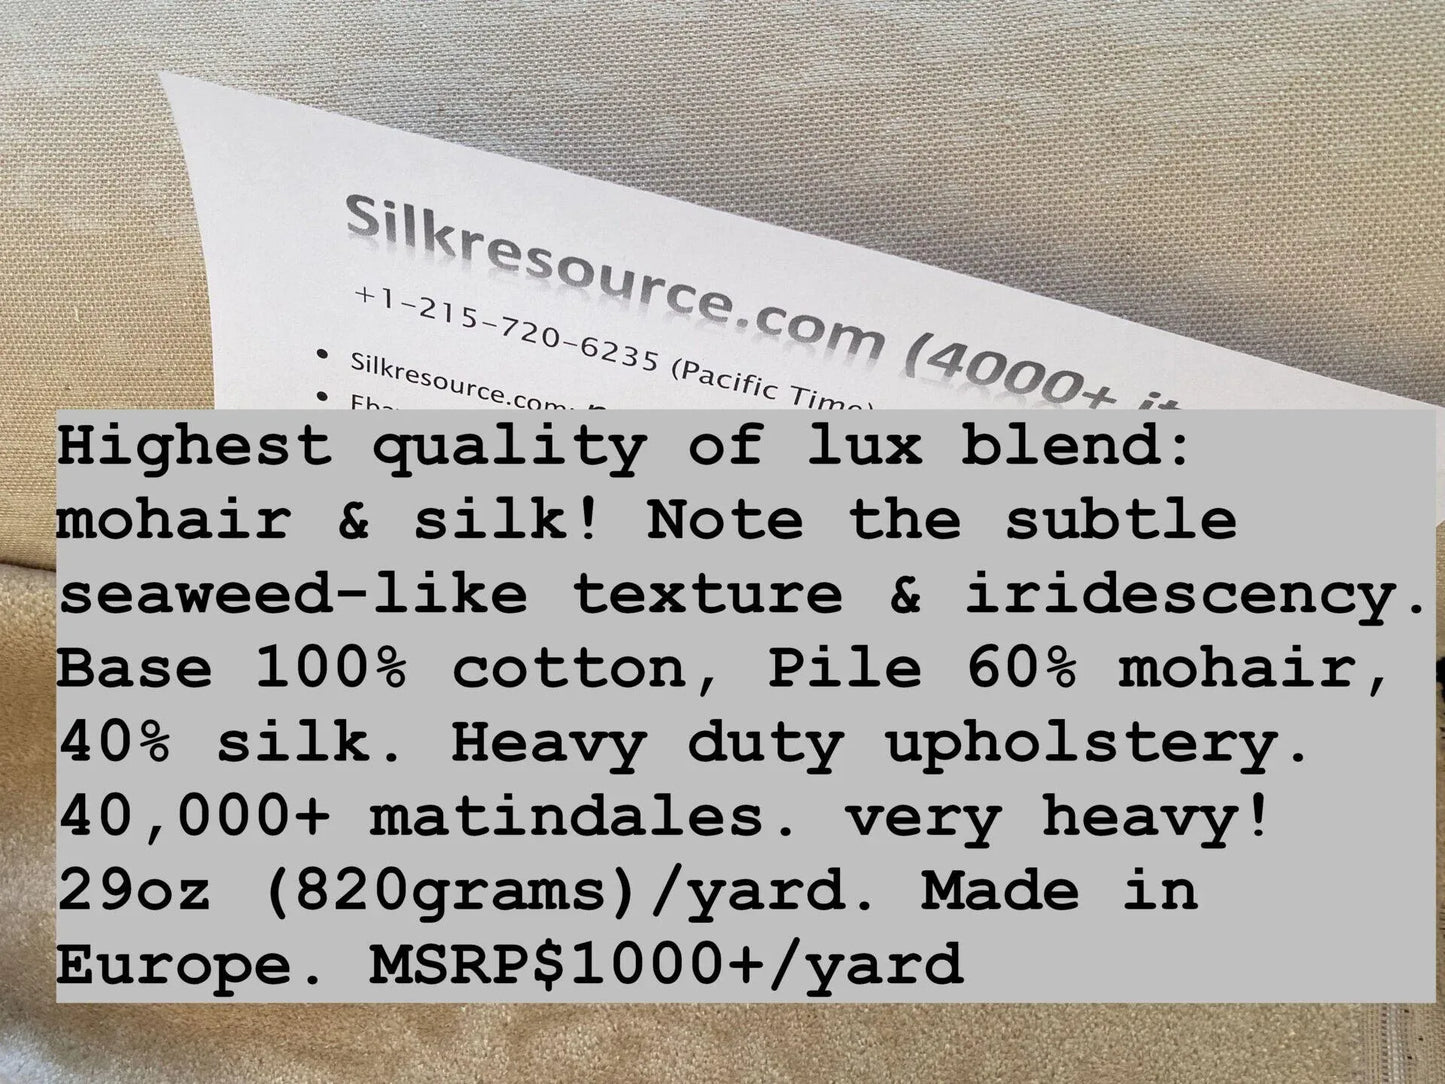 Silkresource.com (4000+
+1-215-720-6235 (Pacific Time)
• Silkresource.com:
•
Highest quality of lux blend:
mohair & silk! Note the subtle
seaweed-like texture & iridescency.
Base 100% cotton, Pile 60% mohair,
40% silk. Heavy duty upholstery.
40,000+ matindales. very heavy!
29oz (820grams)/yard. Made in
Europe. MSRP$1000+/yard